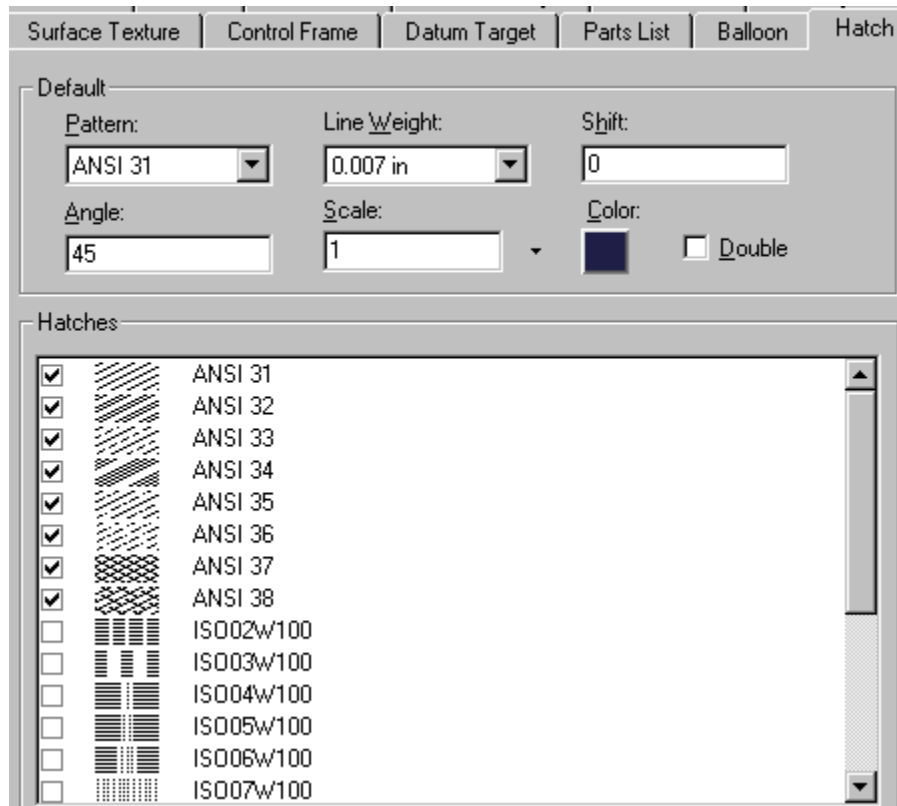 Surface Texture Control Frame Datum Target Parts List Balloon Hatch
Default
Pattern: Line Weight: Shift:
ANSI 31 0.007 in 0
Angle: Scale: Color:
45 1 Double
Hatches
ANSI 31
ANSI 32
ANSI 33
ANSI 34
ANSI 35
ANSI 36
ANSI 37
ANSI 38
ISO02W100
ISO03W100
ISO04W100
ISO05W100
ISO06W100
ISO07W100